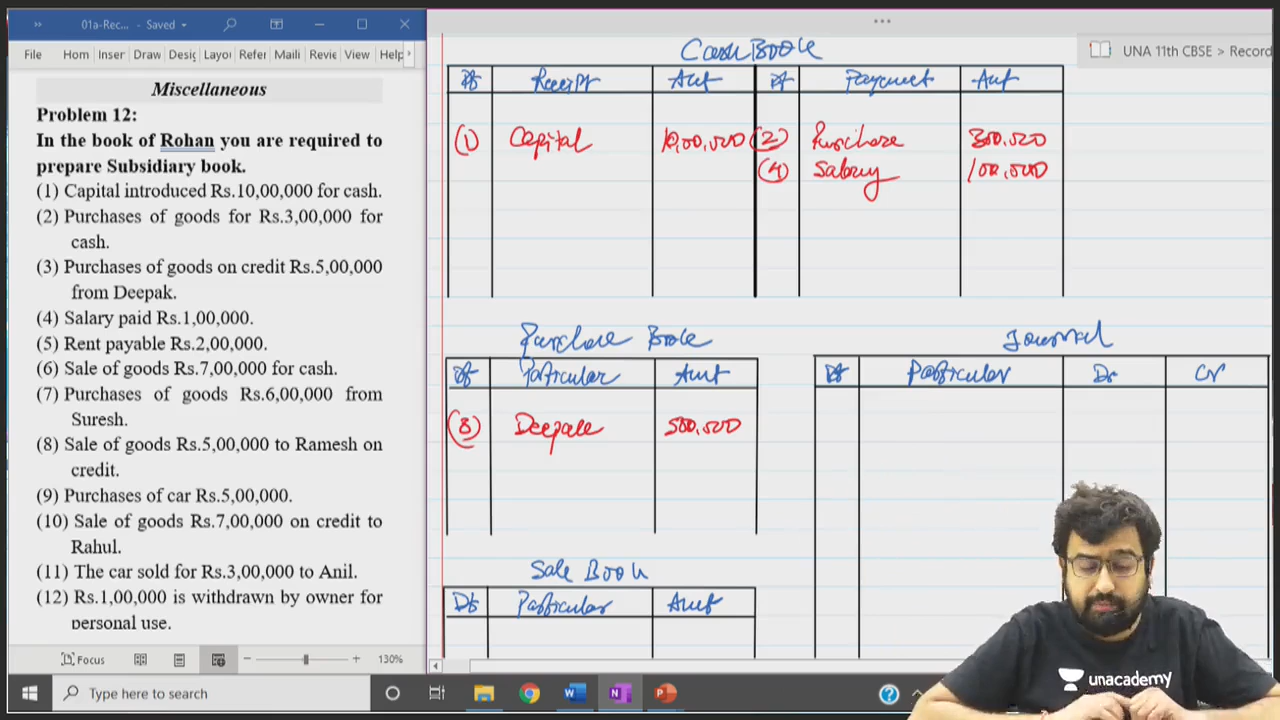 01a-Rec... - Saved
File Hom Inser Draw Desig Layou Refer Maili Revie View Help
Miscellaneous
Problem 12:
In the book of Rohan you are required to
prepare Subsidiary book.
(1) Capital introduced Rs.10,00,000 for cash.
(2) Purchases of goods for Rs.3,00,000 for
cash.
(3) Purchases of goods on credit Rs.5,00,000
from Deepak.
(4) Salary paid Rs.1,00,000.
(5) Rent payable Rs.2,00,000.
(6) Sale of goods Rs.7,00,000 for cash.
(7) Purchases of goods Rs.6,00,000 from
Suresh.
(8) Sale of goods Rs.5,00,000 to Ramesh on
credit.
(9) Purchases of car Rs.5,00,000.
(10) Sale of goods Rs.7,00,000 on credit to
Rahul.
(11) The car sold for Rs.3,00,000 to Anil.
(12) Rs.1,00,000 is withdrawn by owner for
personal use.
Focus
130%
Type here to search
UNA 11th CBSE > Record
Cash Book
Dt Receipt Amt Dt Payment Amt
(1) Capital 10,00,000 (2) Purchase 300,000
(4) Salary 100,000
Purchase Book
Dt Particular Amt
(3) Deepak 500,000
Journal
Dt Particular Dr Cr
Sale Book
Dt Particular Amt
unacademy